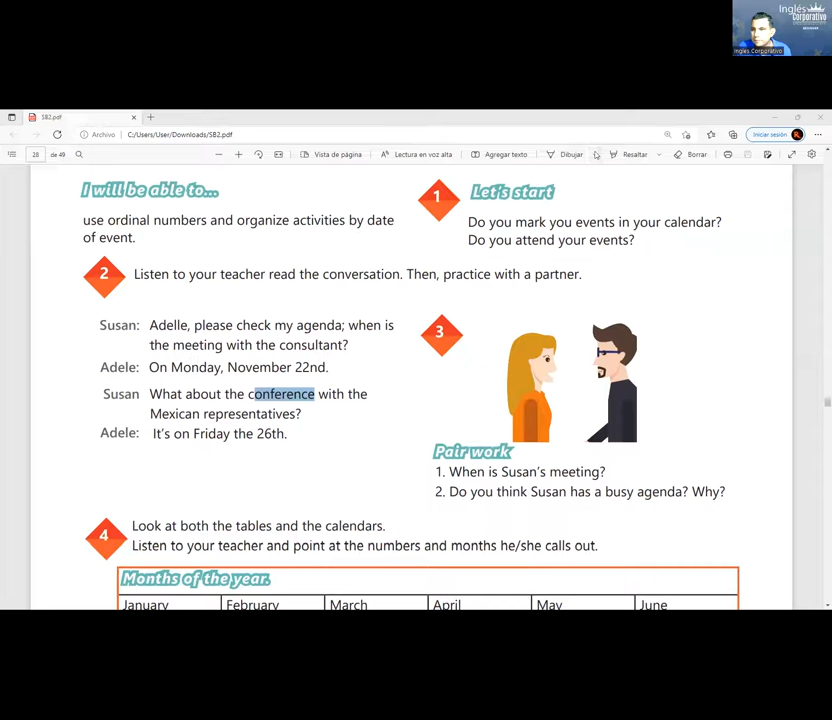 Inglés
Corporativo
Inglés Corporativo
SB2.pdf
Archivo C:/Users/User/Downloads/SB2.pdf
Iniciar sesión
28 de 49
Vista de página
Lectura en voz alta
Agregar texto
Dibujar
Resaltar
Borrar
I will be able to...
use ordinal numbers and organize activities by date
of event.
1 Let's start
Do you mark you events in your calendar?
Do you attend your events?
2 Listen to your teacher read the conversation. Then, practice with a partner.
Susan: Adelle, please check my agenda; when is
the meeting with the consultant?
Adele: On Monday, November 22nd.
Susan What about the conference with the
Mexican representatives?
Adele: It's on Friday the 26th.
3
Pair work
1. When is Susan's meeting?
2. Do you think Susan has a busy agenda? Why?
4 Look at both the tables and the calendars.
Listen to your teacher and point at the numbers and months he/she calls out.
Months of the year.
January February March April May June